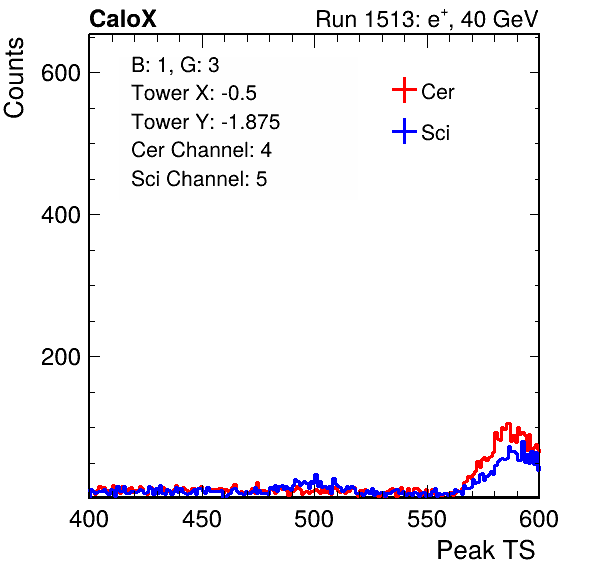 CaloX Run 1513: e+, 40 GeV
Counts
B: 1, G: 3
Tower X: -0.5
Tower Y: -1.875
Cer Channel: 4
Sci Channel: 5
Cer
Sci
600
400
200
400 450 500 550 600
Peak TS